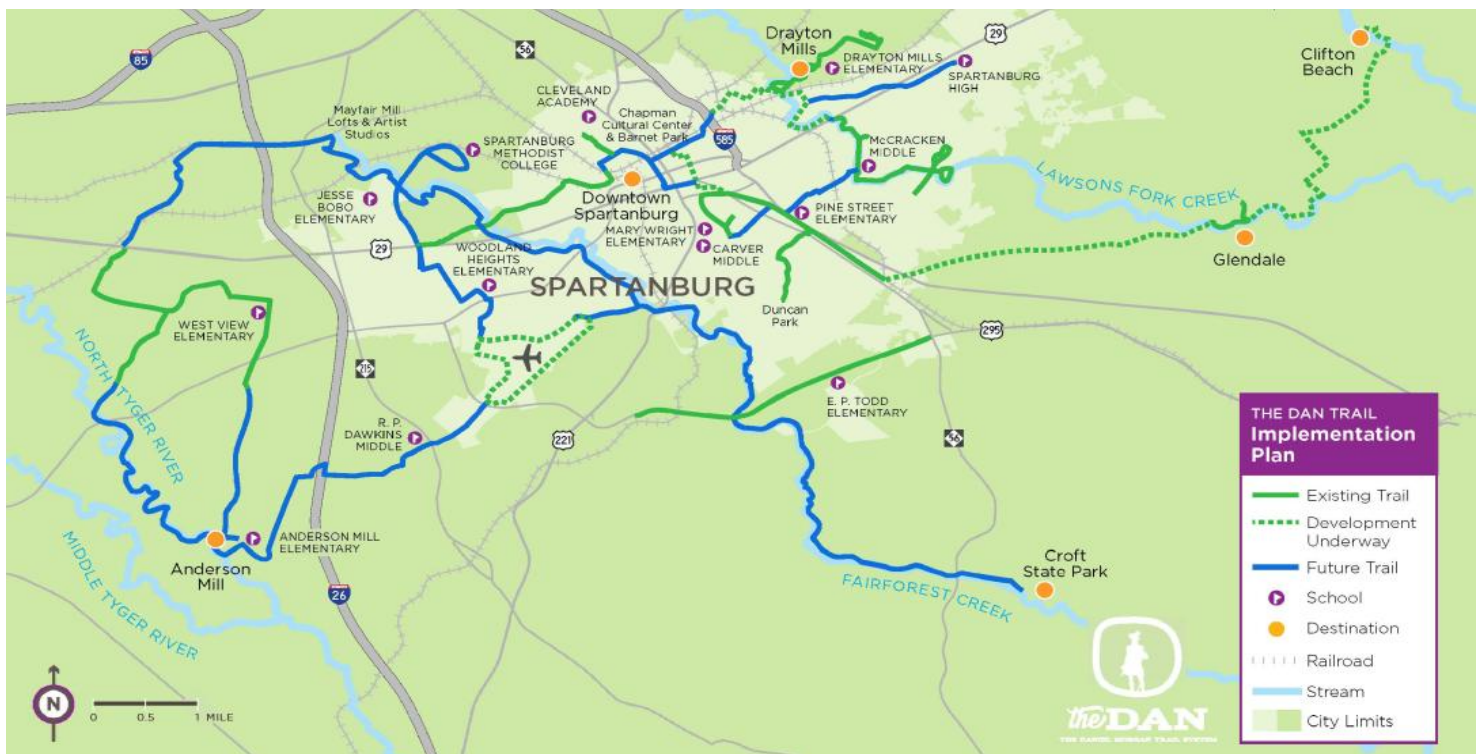 85
56
29
Drayton
Mills
DRAYTON MILLS
ELEMENTARY
SPARTANBURG
HIGH
Clifton
Beach
CLEVELAND
ACADEMY
Mayfair Mill
Lofts & Artist
Studios
Chapman
Cultural Center
& Barnet Park
585
SPARTANBURG
METHODIST
COLLEGE
McCRACKEN
MIDDLE
LAWSONS FORK CREEK
JESSE
BOBO
ELEMENTARY
Downtown
Spartanburg
PINE STREET
ELEMENTARY
29
WOODLAND
HEIGHTS
ELEMENTARY
MARY WRIGHT
ELEMENTARY
CARVER
MIDDLE
Glendale
SPARTANBURG
Duncan
Park
WEST VIEW
ELEMENTARY
295
NORTH TYGER RIVER
215
E. P. TODD
ELEMENTARY
R. P.
DAWKINS
MIDDLE
221
56
ANDERSON MILL
ELEMENTARY
Anderson
Mill
MIDDLE TYGER RIVER
26
FAIRFOREST CREEK
Croft
State Park
N
0 0.5 1 MILE
the DAN
THE DANIEL MORGAN TRAIL SYSTEM
THE DAN TRAIL
Implementation
Plan
Existing Trail
Development
Underway
Future Trail
School
Destination
Railroad
Stream
City Limits